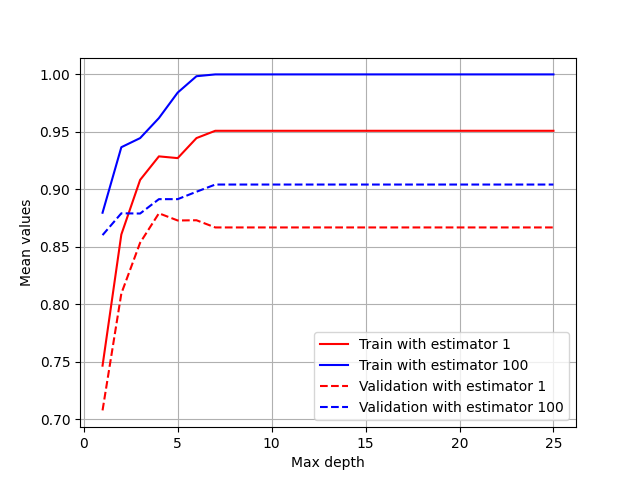 1.00
0.95
0.90
0.85
0.80
0.75
0.70
Mean values
0
5
10
15
20
25
Max depth
Train with estimator 1
Train with estimator 100
Validation with estimator 1
Validation with estimator 100